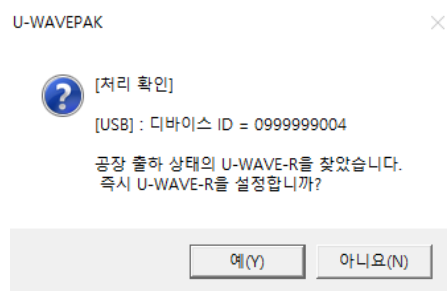 U-WAVEPAK
[처리 확인]
[USB] : 디바이스 ID = 0999999004
공장 출하 상태의 U-WAVE-R을 찾았습니다.
즉시 U-WAVE-R을 설정합니까?
예(Y)
아니요(N)